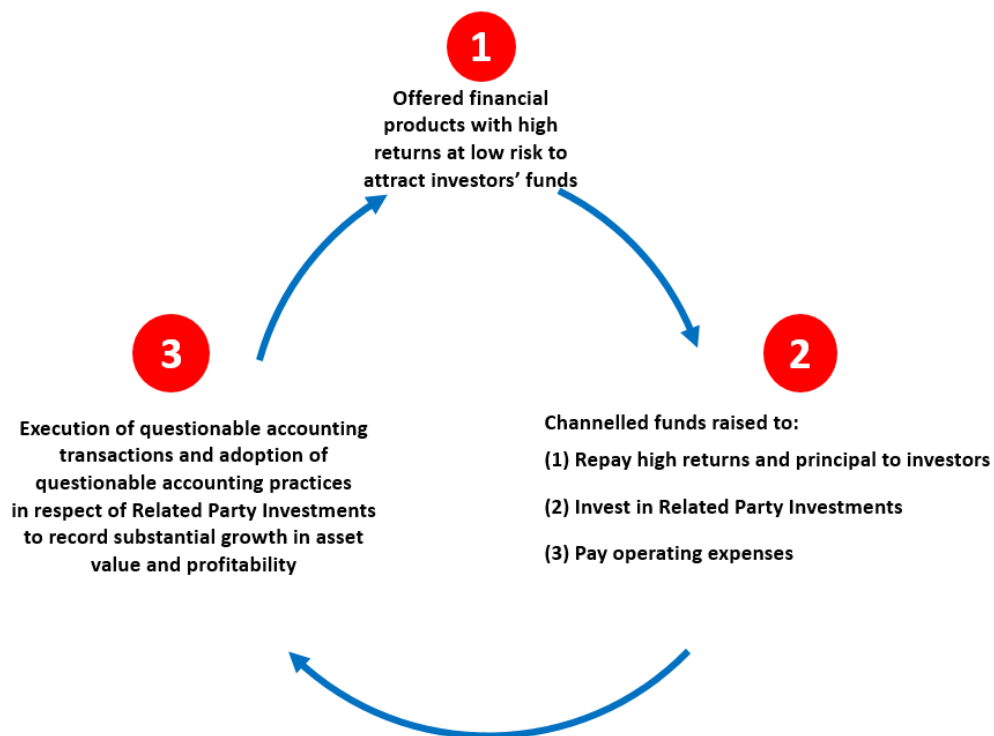 1
Offered financial
products with high
returns at low risk to
attract investors’ funds
2
Channelled funds raised to:
(1) Repay high returns and principal to investors
(2) Invest in Related Party Investments
(3) Pay operating expenses
3
Execution of questionable accounting
transactions and adoption of
questionable accounting practices
in respect of Related Party Investments
to record substantial growth in asset
value and profitability